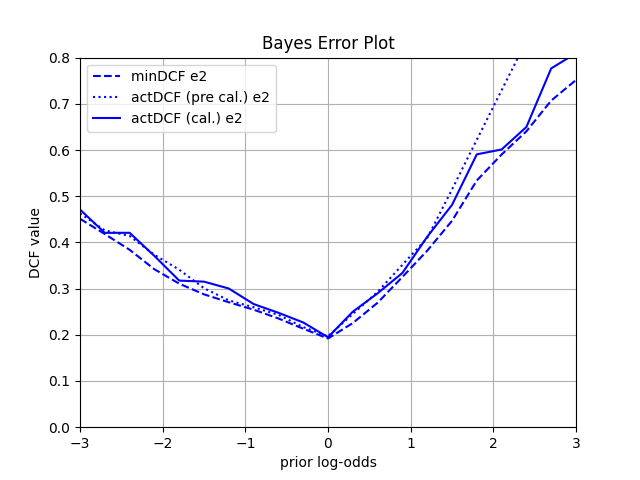 Bayes Error Plot
minDCF e2
actDCF (pre cal.) e2
actDCF (cal.) e2
0.8
0.7
0.6
0.5
0.4
0.3
0.2
0.1
0.0
DCF value
−3 −2 −1 0 1 2 3
prior log-odds